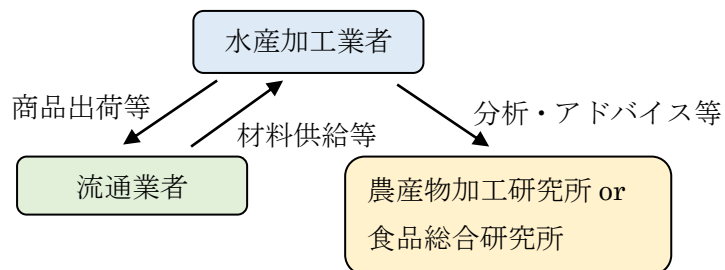 水産加工業者
商品出荷等
分析・アドバイス等
材料供給等
流通業者
農産物加工研究所 or
食品総合研究所